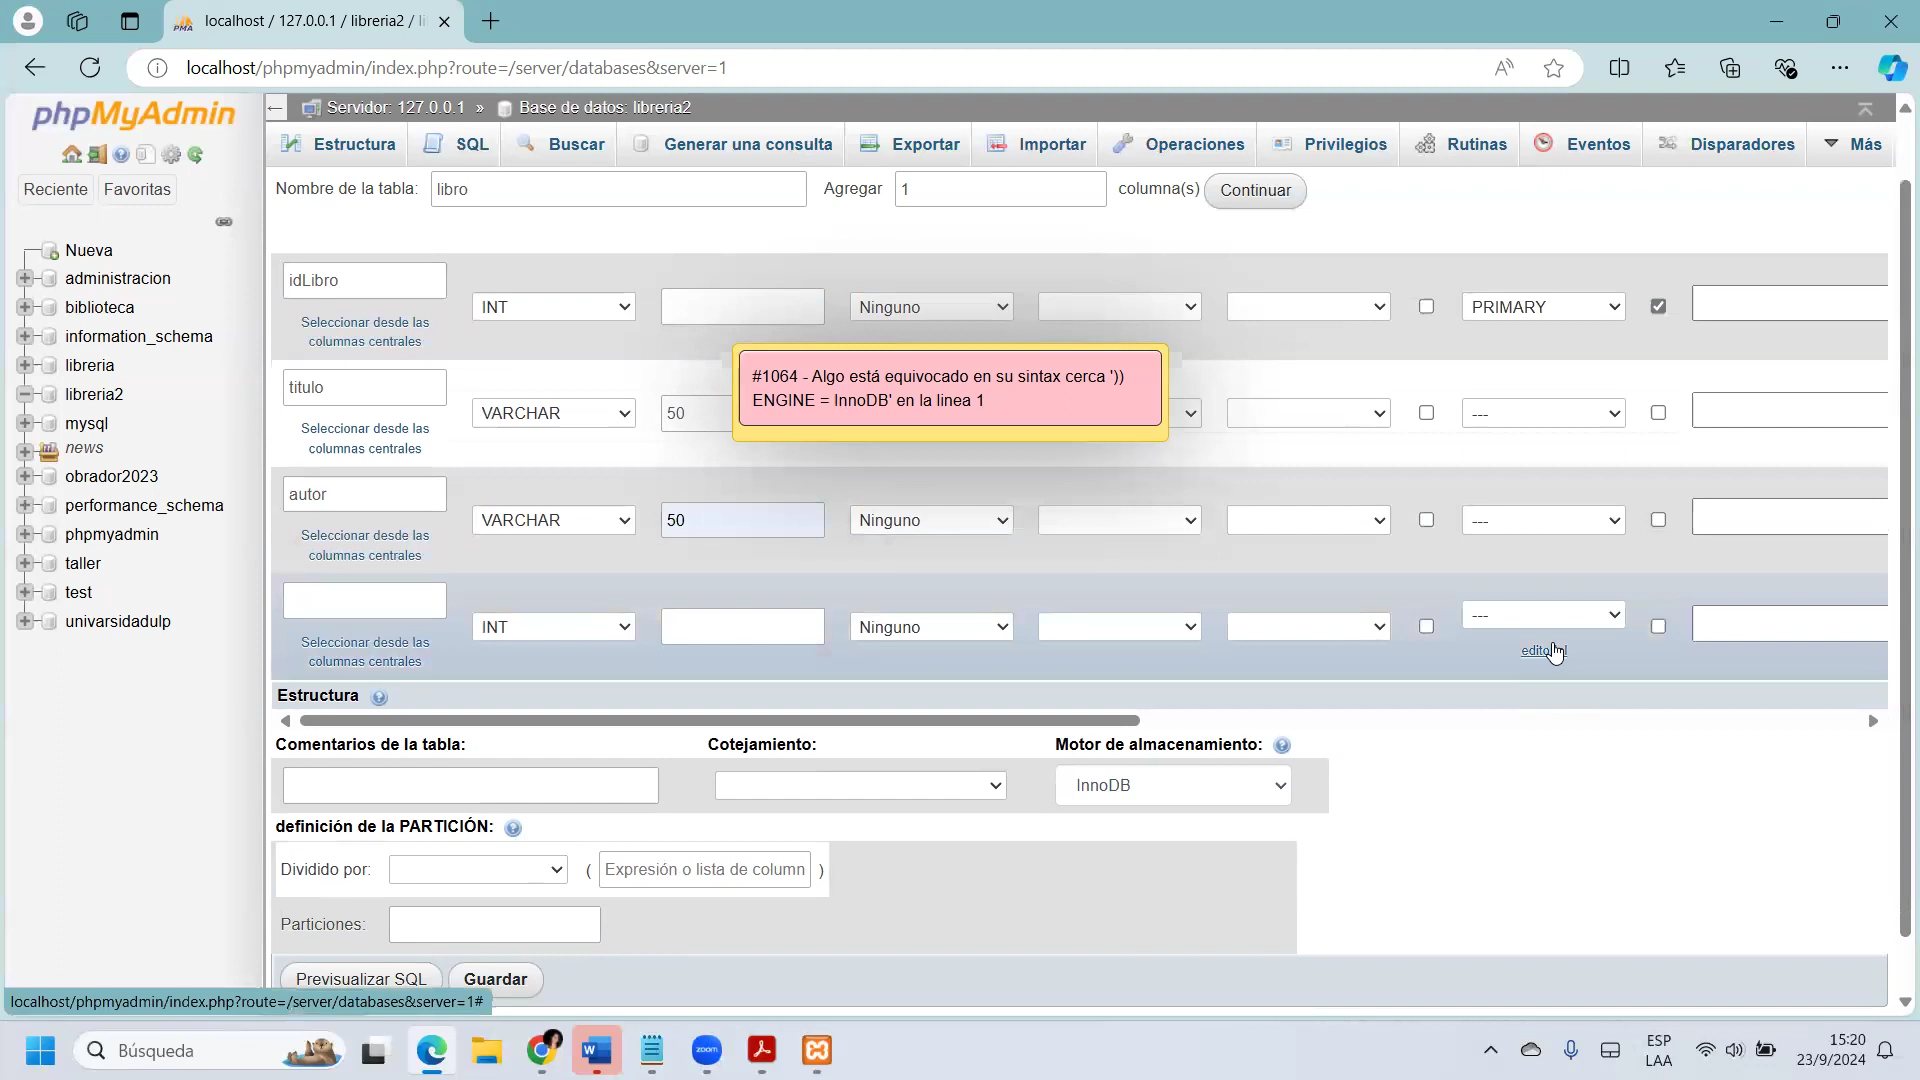 localhost / 127.0.0.1 / libreria2 / li
localhost/phpmyadmin/index.php?route=/server/databases&server=1
phpMyAdmin
Reciente
Favoritas
Nueva
administracion
biblioteca
information_schema
libreria
libreria2
mysql
news
obrador2023
performance_schema
phpmyadmin
taller
test
univarsidadulp
Servidor: 127.0.0.1 » Base de datos: libreria2
Estructura SQL Buscar Generar una consulta Exportar Importar Operaciones Privilegios Rutinas Eventos Disparadores Más
Nombre de la tabla: libro Agregar 1 columna(s) Continuar
idLibro
Seleccionar desde las
columnas centrales
INT Ninguno PRIMARY
titulo
Seleccionar desde las
columnas centrales
VARCHAR 50 ---
#1064 - Algo está equivocado en su sintax cerca '))
ENGINE = InnoDB' en la linea 1
autor
Seleccionar desde las
columnas centrales
VARCHAR 50 Ninguno ---
Seleccionar desde las
columnas centrales
INT Ninguno ---
Estructura
Comentarios de la tabla: Cotejamiento: Motor de almacenamiento:
InnoDB
definición de la PARTICIÓN:
Dividido por: ( Expresión o lista de column )
Particiones:
Previsualizar SQL Guardar
localhost/phpmyadmin/index.php?route=/server/databases&server=1#
Búsqueda
zoom
ESP
LAA
15:20
23/9/2024